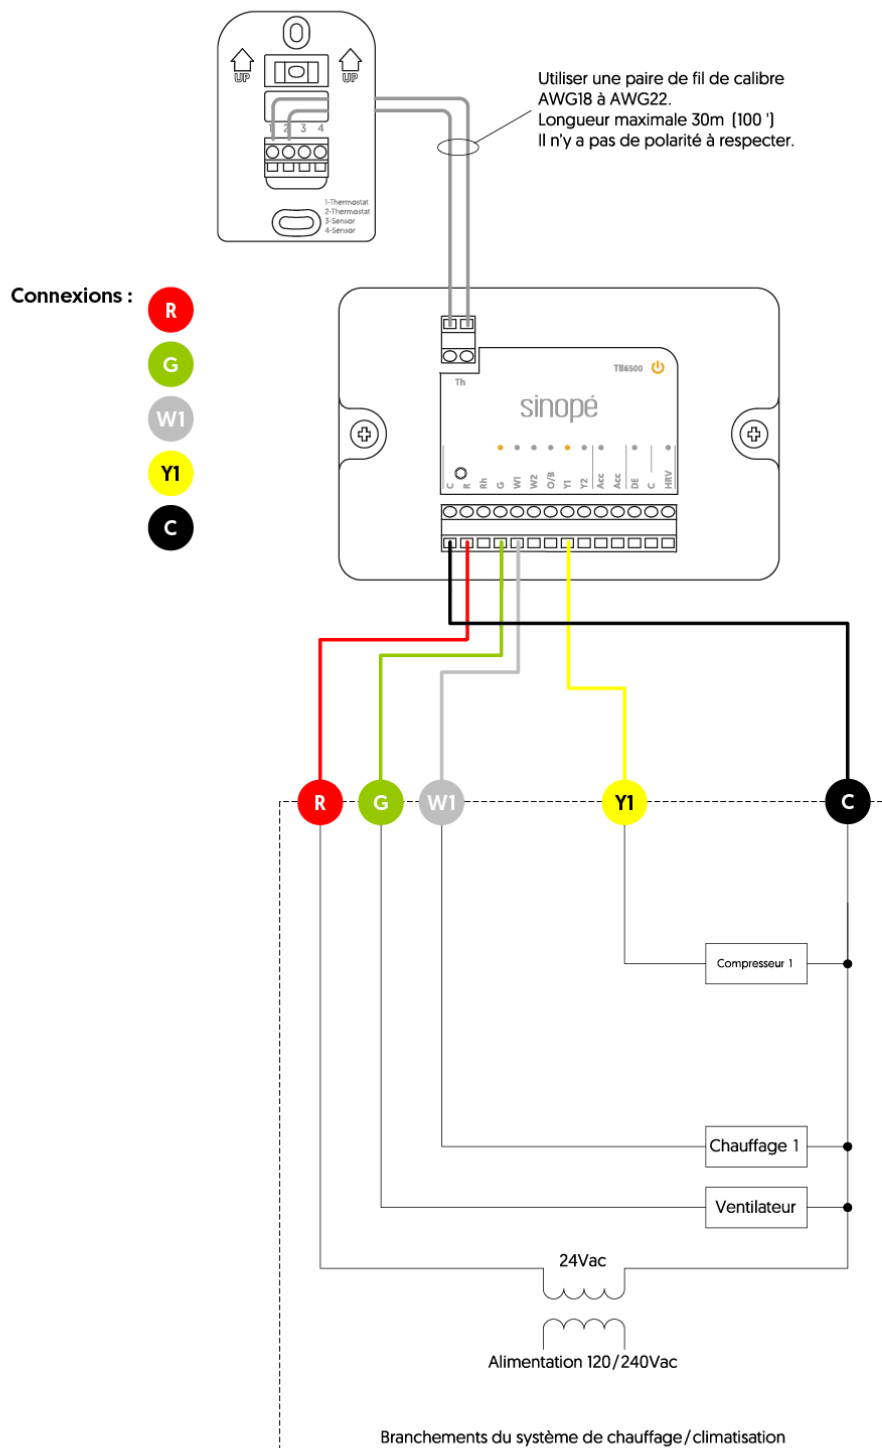 UP
UP
1 2 3 4
1-Thermostat
2-Thermostat
3-Sensor
4-Sensor
Utiliser une paire de fil de calibre
AWG18 à AWG22.
Longueur maximale 30m (100 ')
Il n'y a pas de polarité à respecter.
Connexions :
R
G
W1
Y1
C
Th
TB6500
sinopé
C R Rh G W1 W2 O/B Y1 Y2 Acc Acc DE C HRV
R G W1 Y1 C
Compresseur 1
Chauffage 1
Ventilateur
24Vac
Alimentation 120/240Vac
Branchements du système de chauffage/climatisation